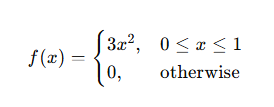 f(x) = { 3x², 0 ≤ x ≤ 1
0, otherwise